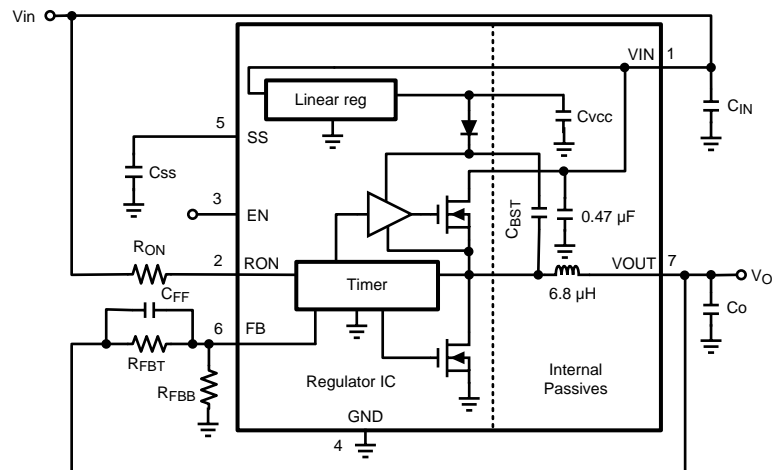 Vin
VIN 1
Linear reg
Cvcc
CIN
5
SS
Css
3
EN
CBST
0.47 µF
RON
2 RON
Timer
VOUT 7
VO
6.8 µH
CFF
6 FB
Co
RFBT
RFBB
Regulator IC
Internal
Passives
GND
4